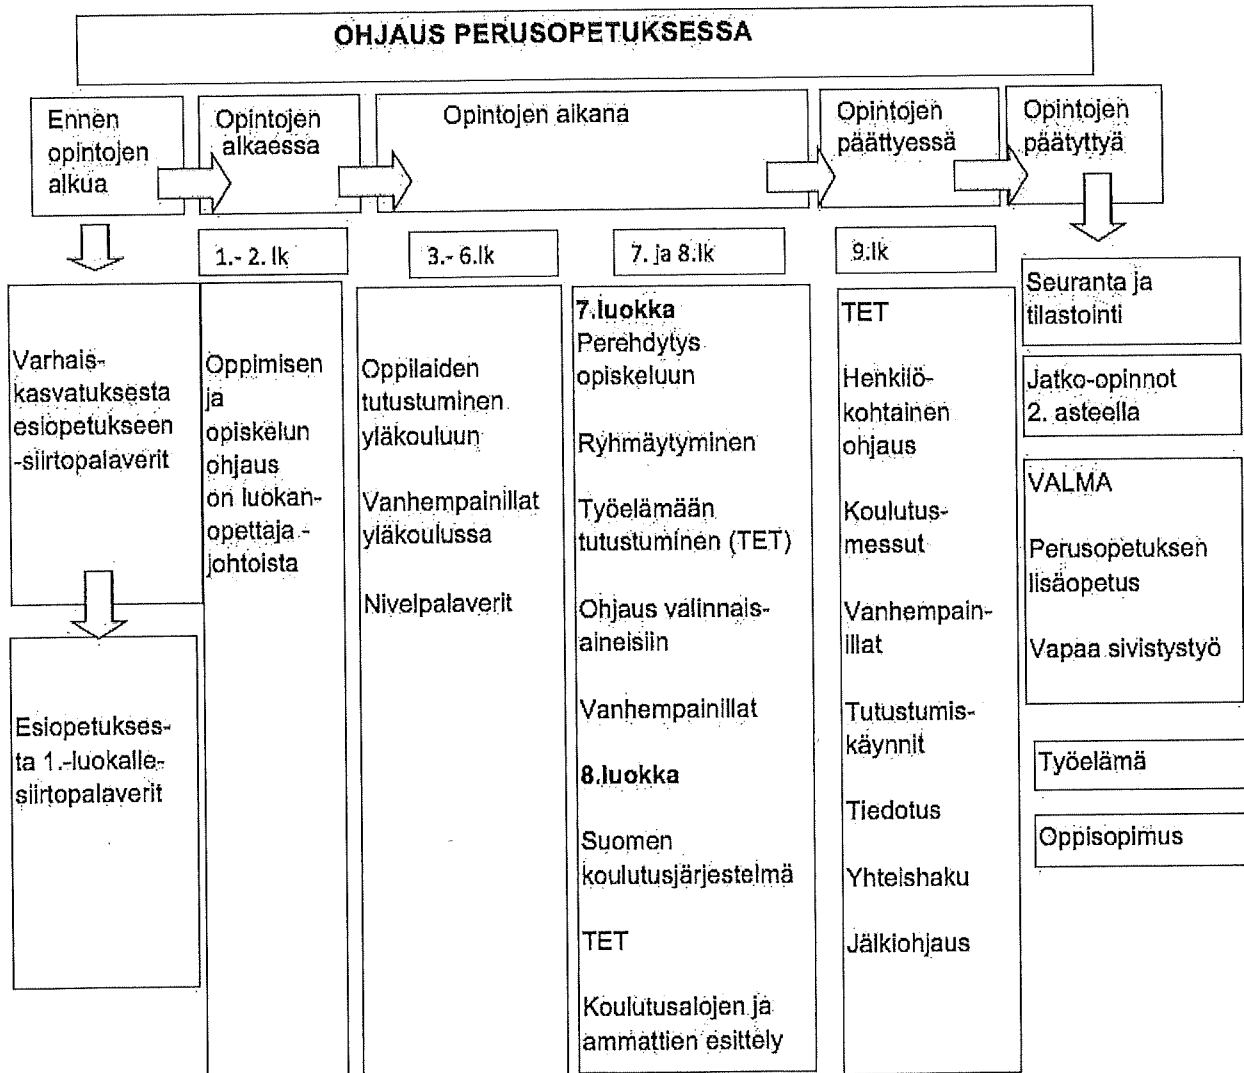 OHJAUS PERUSOPETUKSESSA
Ennen
opintojen
alkua
Opintojen
alkaessa
Opintojen aikana
Opintojen
päättyessä
Opintojen
päätyttyä
1.- 2. lk
3.- 6.lk
7. ja 8.lk
9.lk
Varhais-
kasvatuksesta
esiopetukseen
-siirtopalaverit
Esiopetukses-
ta 1.-luokalle-
siirtopalaverit
Oppimisen
ja
opiskelun
ohjaus
on luokan-
opettaja -
johtoista
Oppilaiden
tutustuminen
yläkouluun
Vanhempainillat
yläkoulussa
Nivelpalaverit
7.luokka
Perehdytys
opiskeluun
Ryhmäytyminen
Työelämään
tutustuminen (TET)
Ohjaus valinnais-
aineisiin
Vanhempainillat
8.luokka
Suomen
koulutusjärjestelmä
TET
Koulutusalojen ja
ammattien esittely
TET
Henkilö-
kohtainen
ohjaus
Koulutus-
messut
Vanhempain-
illat
Tutustumis-
käynnit
Tiedotus
Yhteishaku
Jälkiohjaus
Seuranta ja
tilastointi
Jatko-opinnot
2. asteella
VALMA
Perusopetuksen
lisäopetus
Vapaa sivistystyö
Työelämä
Oppisopimus